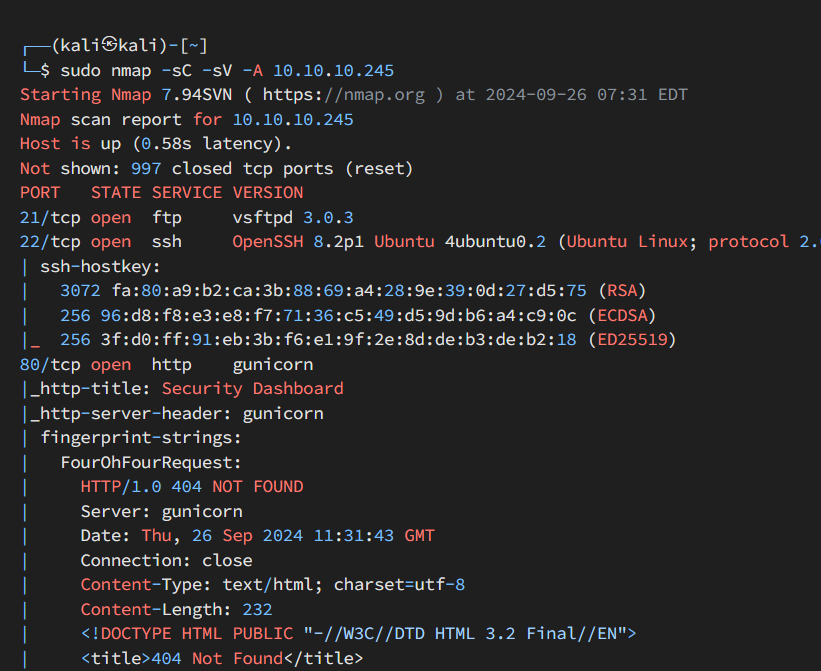 ┌──(kali㉿kali)-[~]
└─$ sudo nmap -sC -sV -A 10.10.10.245
Starting Nmap 7.94SVN ( https://nmap.org ) at 2024-09-26 07:31 EDT
Nmap scan report for 10.10.10.245
Host is up (0.58s latency).
Not shown: 997 closed tcp ports (reset)
PORT   STATE SERVICE VERSION
21/tcp open  ftp     vsftpd 3.0.3
22/tcp open  ssh     OpenSSH 8.2p1 Ubuntu 4ubuntu0.2 (Ubuntu Linux; protocol 2.
| ssh-hostkey:
|   3072 fa:80:a9:b2:ca:3b:88:69:a4:28:9e:39:0d:27:d5:75 (RSA)
|   256 96:d8:f8:e3:e8:f7:71:36:c5:49:d5:9d:b6:a4:c9:0c (ECDSA)
|_  256 3f:d0:ff:91:eb:3b:f6:e1:9f:2e:8d:de:b3:de:b2:18 (ED25519)
80/tcp open  http    gunicorn
|_http-title: Security Dashboard
|_http-server-header: gunicorn
| fingerprint-strings:
|   FourOhFourRequest:
|     HTTP/1.0 404 NOT FOUND
|     Server: gunicorn
|     Date: Thu, 26 Sep 2024 11:31:43 GMT
|     Connection: close
|     Content-Type: text/html; charset=utf-8
|     Content-Length: 232
|     <!DOCTYPE HTML PUBLIC "-//W3C//DTD HTML 3.2 Final//EN">
|     <title>404 Not Found</title>